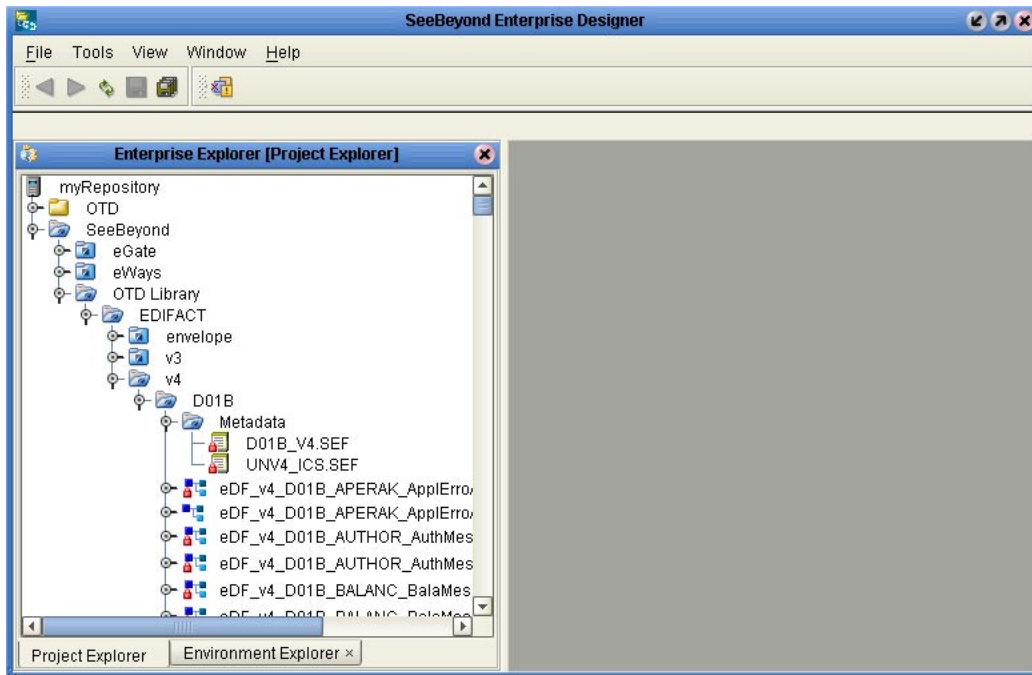 SeeBeyond Enterprise Designer
File Tools View Window Help
Enterprise Explorer [Project Explorer]
myRepository
OTD
SeeBeyond
eGate
eWays
OTD Library
EDIFACT
envelope
v3
v4
D01B
Metadata
D01B_V4.SEF
UNV4_ICS.SEF
eDF_v4_D01B_APERAK_ApplErro
eDF_v4_D01B_APERAK_ApplErro
eDF_v4_D01B_AUTHOR_AuthMes
eDF_v4_D01B_AUTHOR_AuthMes
eDF_v4_D01B_BALANC_BalaMes
eDF_v4_D01B_BALANC_BalaMes
Project Explorer Environment Explorer ×